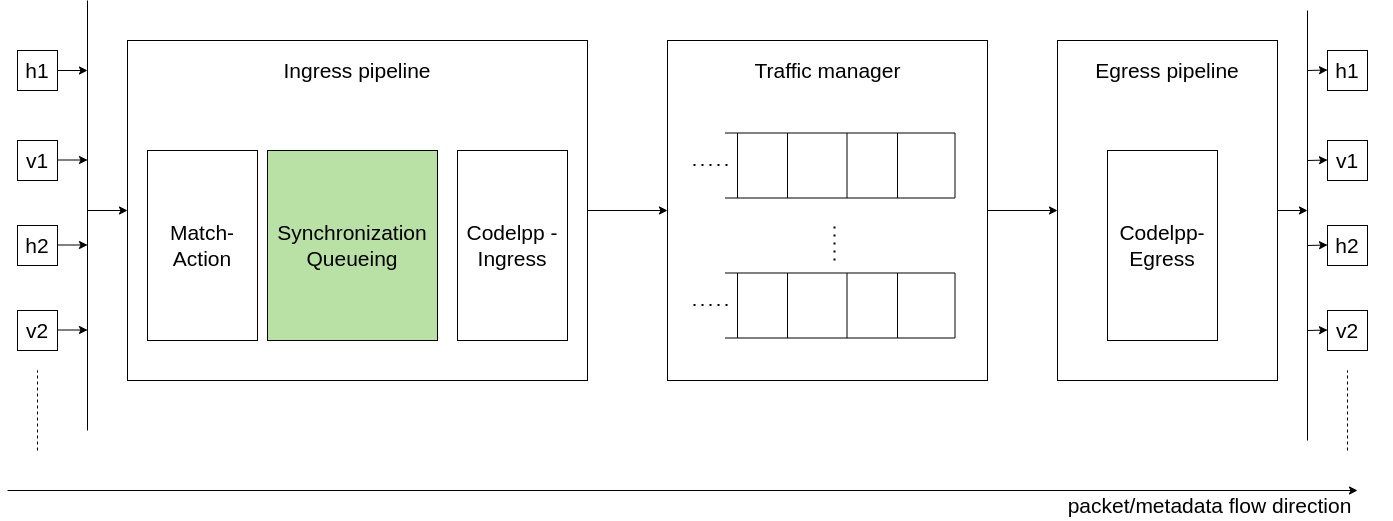 h1
v1
h2
v2
Ingress pipeline
Match-
Action
Synchronization
Queueing
Codelpp -
Ingress
Traffic manager
Egress pipeline
Codelpp-
Egress
h1
v1
h2
v2
packet/metadata flow direction